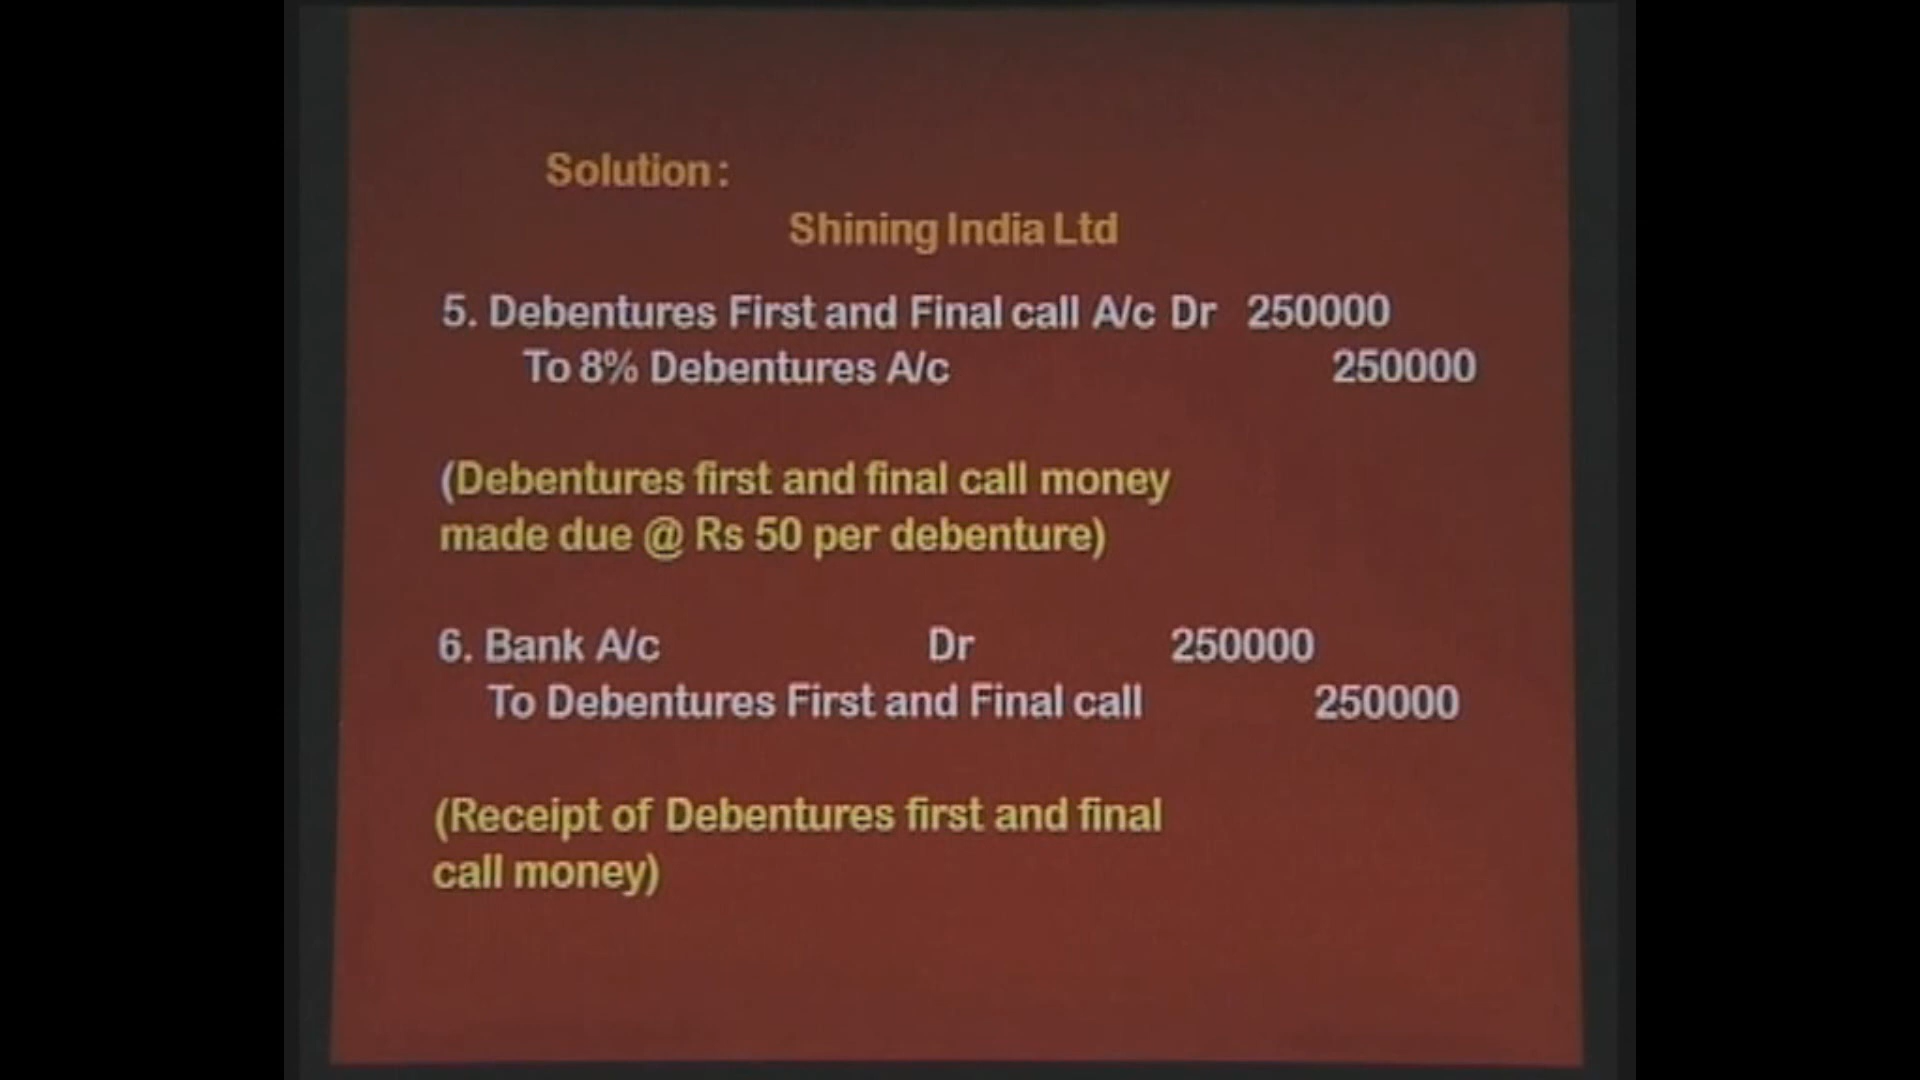 Solution :
Shining India Ltd
5. Debentures First and Final call A/c Dr 250000
To 8% Debentures A/c 250000
(Debentures first and final call money
made due @ Rs 50 per debenture)
6. Bank A/c Dr 250000
To Debentures First and Final call 250000
(Receipt of Debentures first and final
call money)